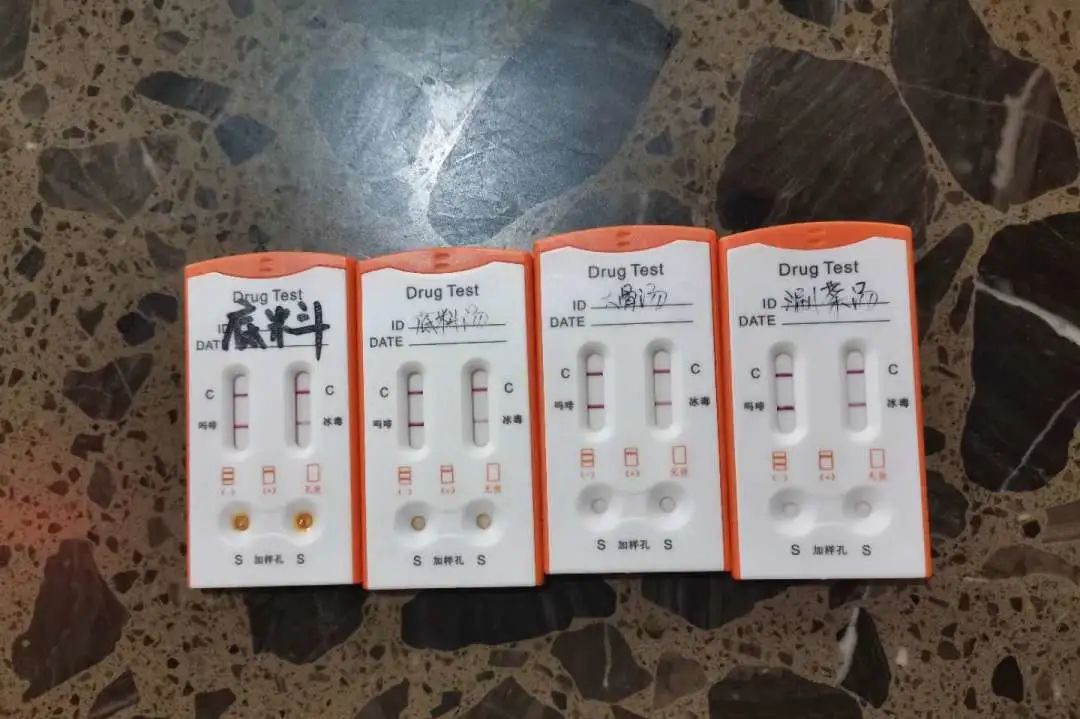 Drug Test
ID
DATE
底料
C C
吗啡 冰毒
(-) (+) 无效
S 加样孔 S
Drug Test
ID 底料汤
DATE
C C
吗啡 冰毒
(-) (+) 无效
S 加样孔 S
Drug Test
ID 骨汤
DATE
C C
吗啡 冰毒
(-) (+) 无效
S 加样孔 S
Drug Test
ID 涮菜汤
DATE
C C
吗啡 冰毒
(-) (+) 无效
S 加样孔 S